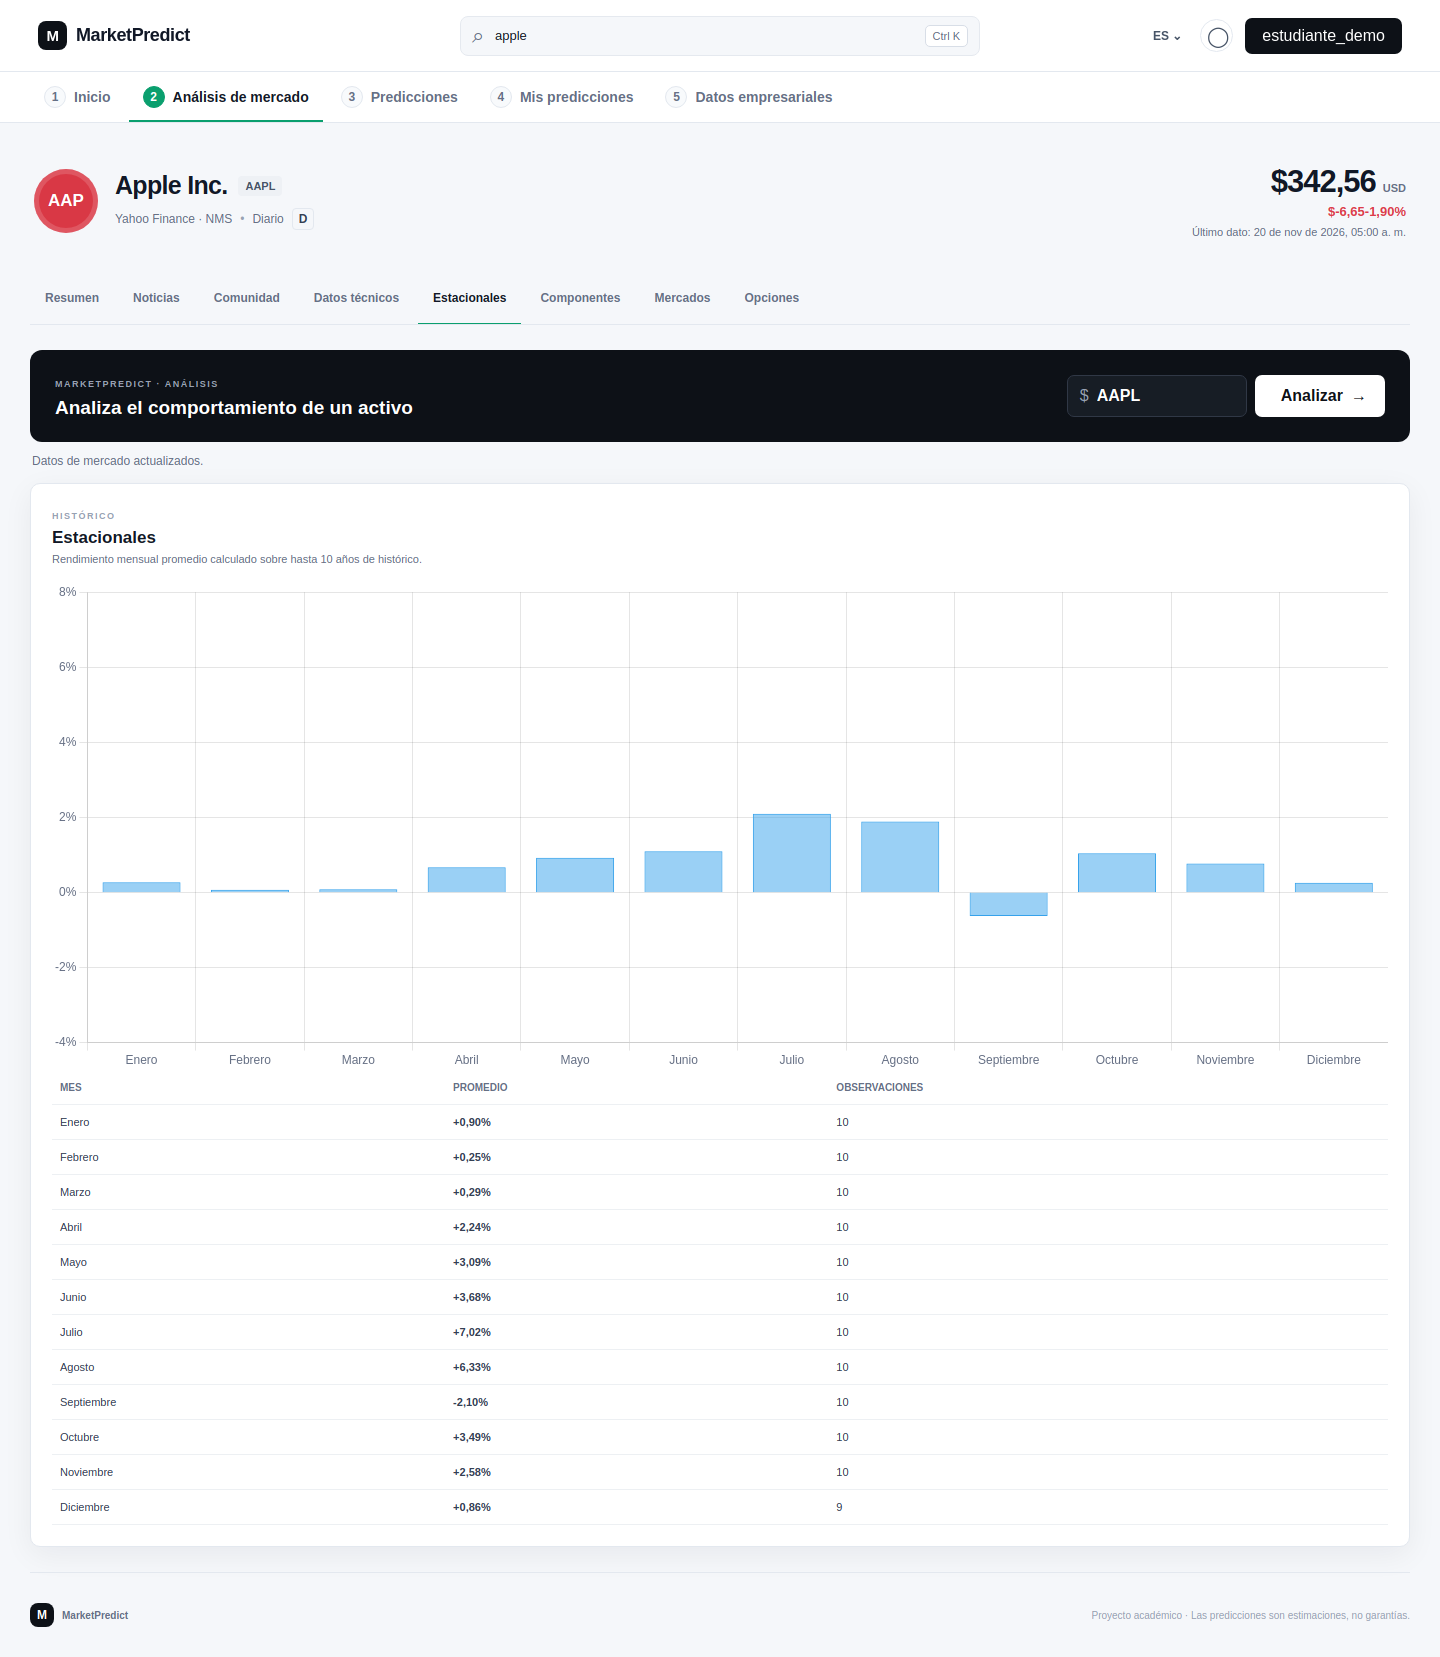 M MarketPredict
apple
Ctrl K
ES
estudiante_demo
1 Inicio
2 Análisis de mercado
3 Predicciones
4 Mis predicciones
5 Datos empresariales
AAP
Apple Inc. AAPL
Yahoo Finance · NMS • Diario D
$342,56 USD
$-6,65-1,90%
Último dato: 20 de nov de 2026, 05:00 a. m.
Resumen Noticias Comunidad Datos técnicos Estacionales Componentes Mercados Opciones
MARKETPREDICT · ANÁLISIS
Analiza el comportamiento de un activo
$ AAPL
Analizar →
Datos de mercado actualizados.
HISTÓRICO
Estacionales
Rendimiento mensual promedio calculado sobre hasta 10 años de histórico.
8%
6%
4%
2%
0%
-2%
-4%
Enero Febrero Marzo Abril Mayo Junio Julio Agosto Septiembre Octubre Noviembre Diciembre
MES PROMEDIO OBSERVACIONES
Enero +0,90% 10
Febrero +0,25% 10
Marzo +0,29% 10
Abril +2,24% 10
Mayo +3,09% 10
Junio +3,68% 10
Julio +7,02% 10
Agosto +6,33% 10
Septiembre -2,10% 10
Octubre +3,49% 10
Noviembre +2,58% 10
Diciembre +0,86% 9
M MarketPredict
Proyecto académico · Las predicciones son estimaciones, no garantías.